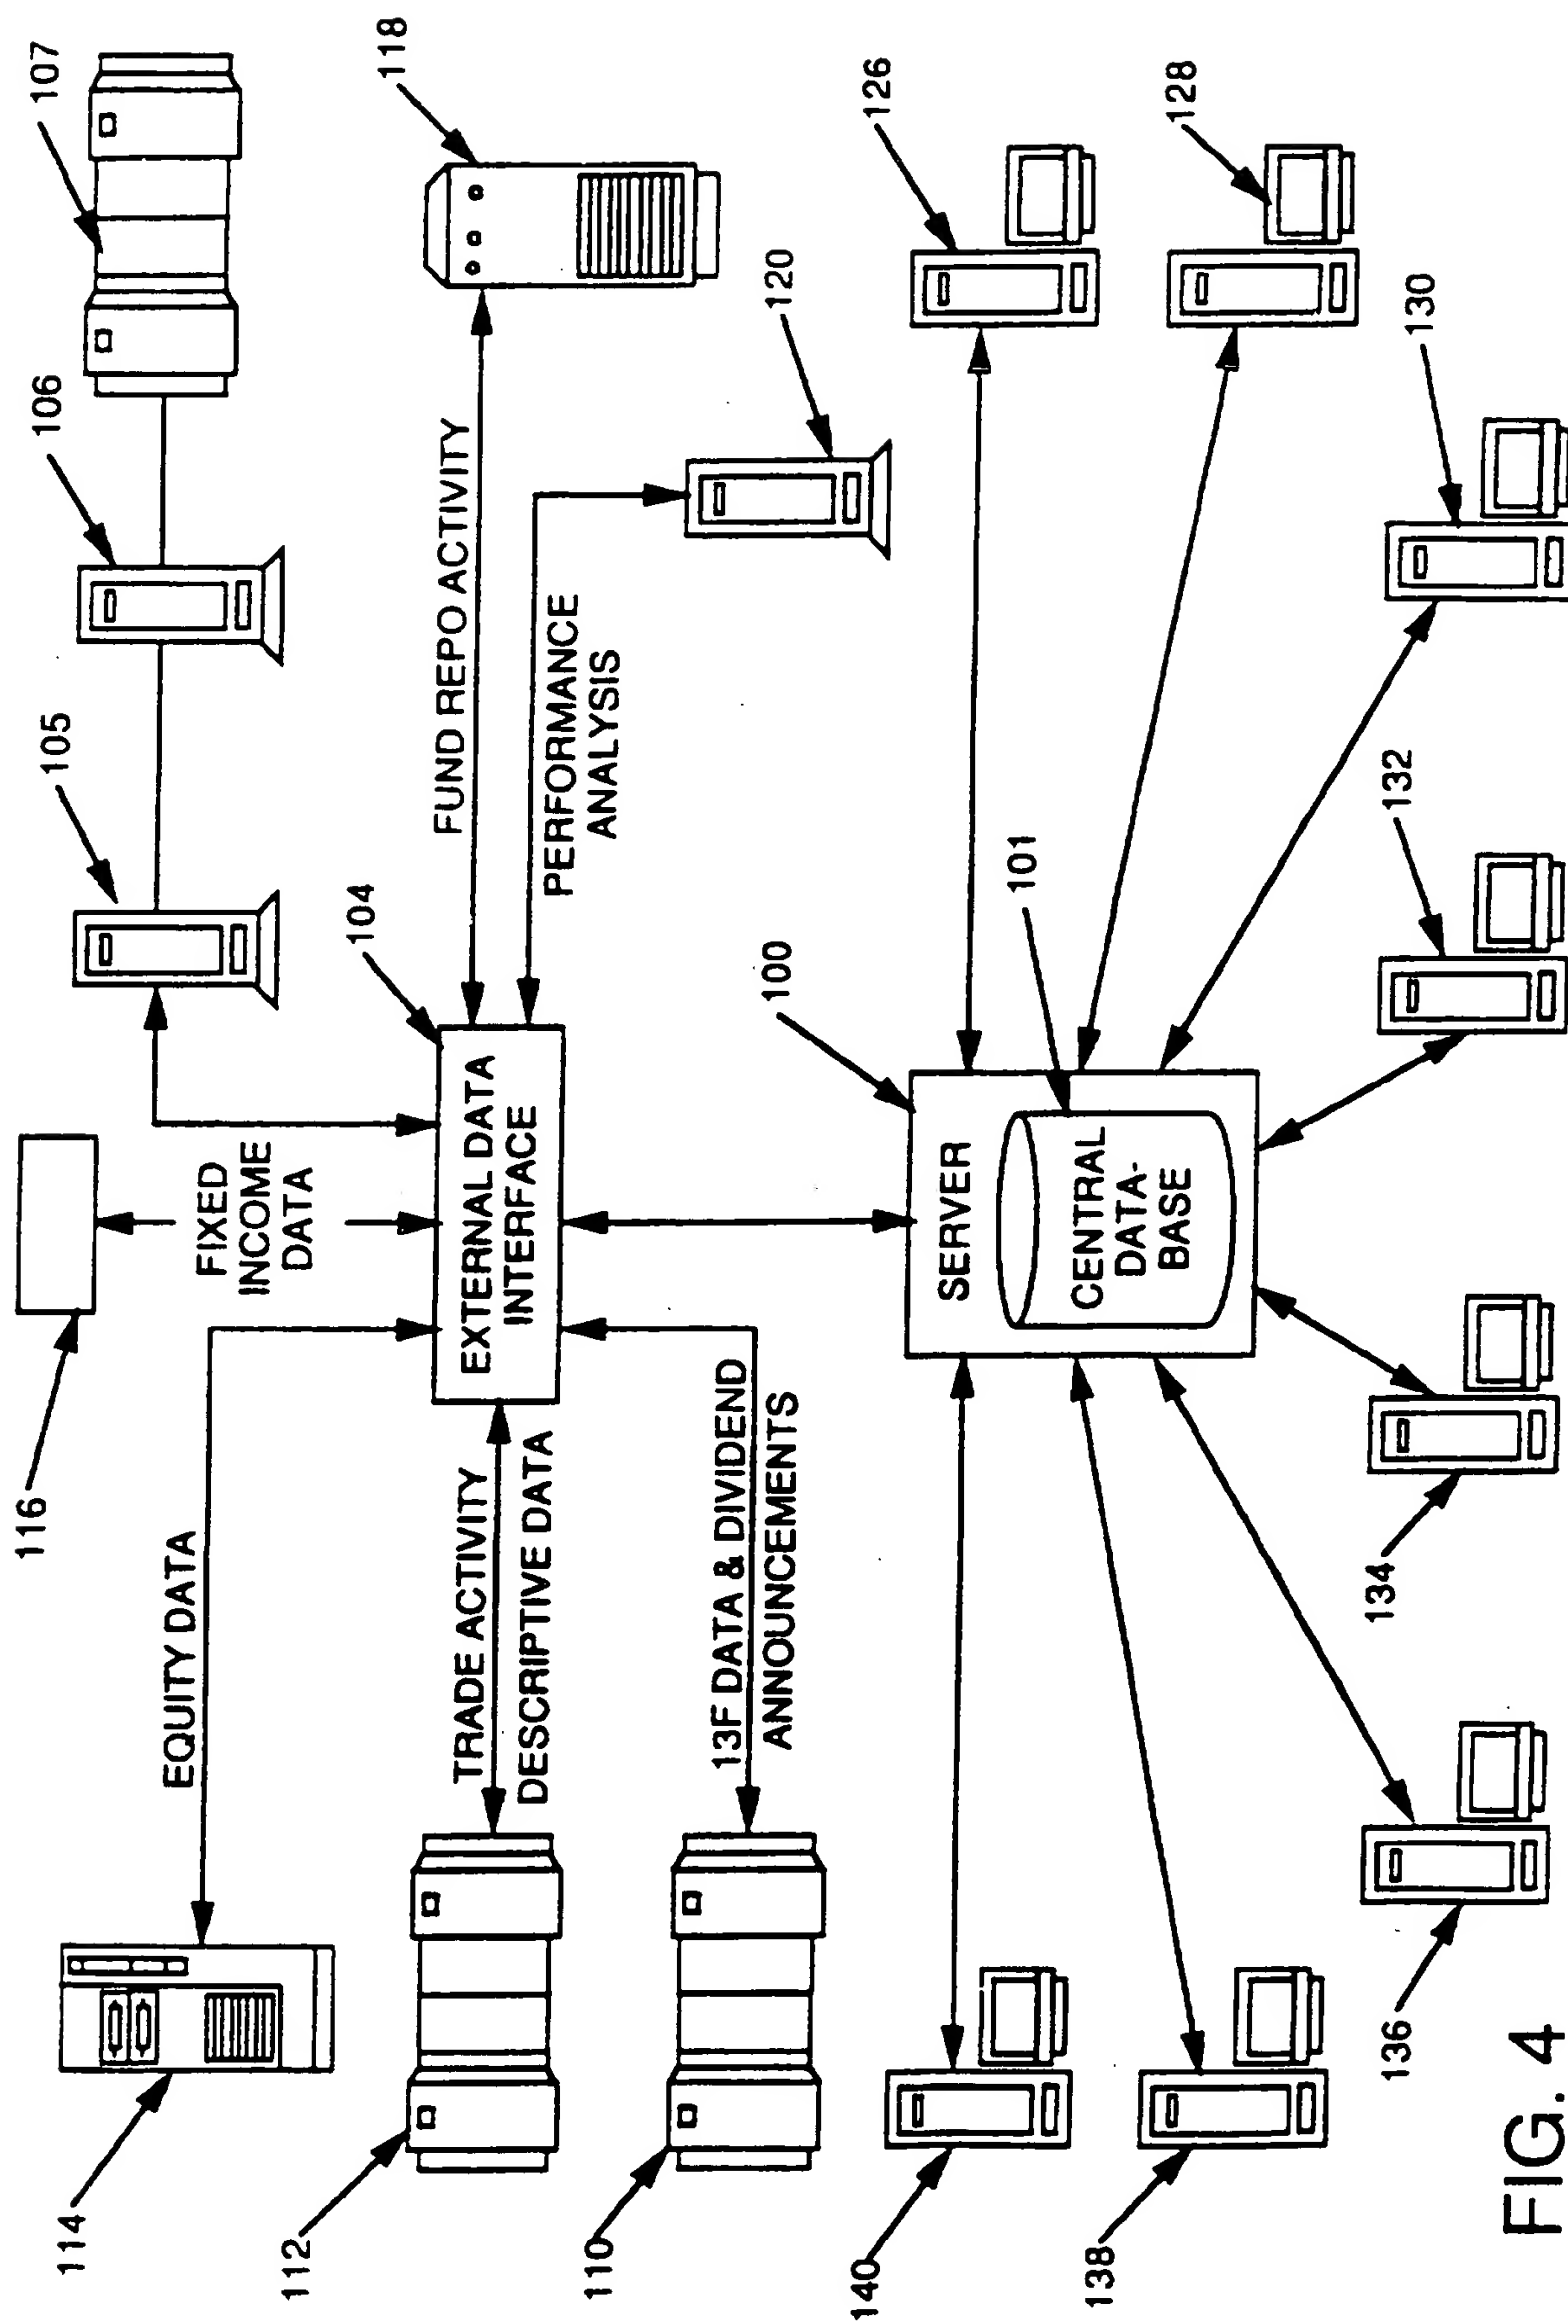 107
106
105
116
114
FIXED
INCOME
DATA
EQUITY DATA
118
FUND REPO ACTIVITY
104
EXTERNAL DATA
INTERFACE
TRADE ACTIVITY
DESCRIPTIVE DATA
112
120
PERFORMANCE
ANALYSIS
13F DATA & DIVIDEND
ANNOUNCEMENTS
110
126
100
101
SERVER
CENTRAL
DATA-
BASE
140
128
138
130
132
134
136
FIG. 4